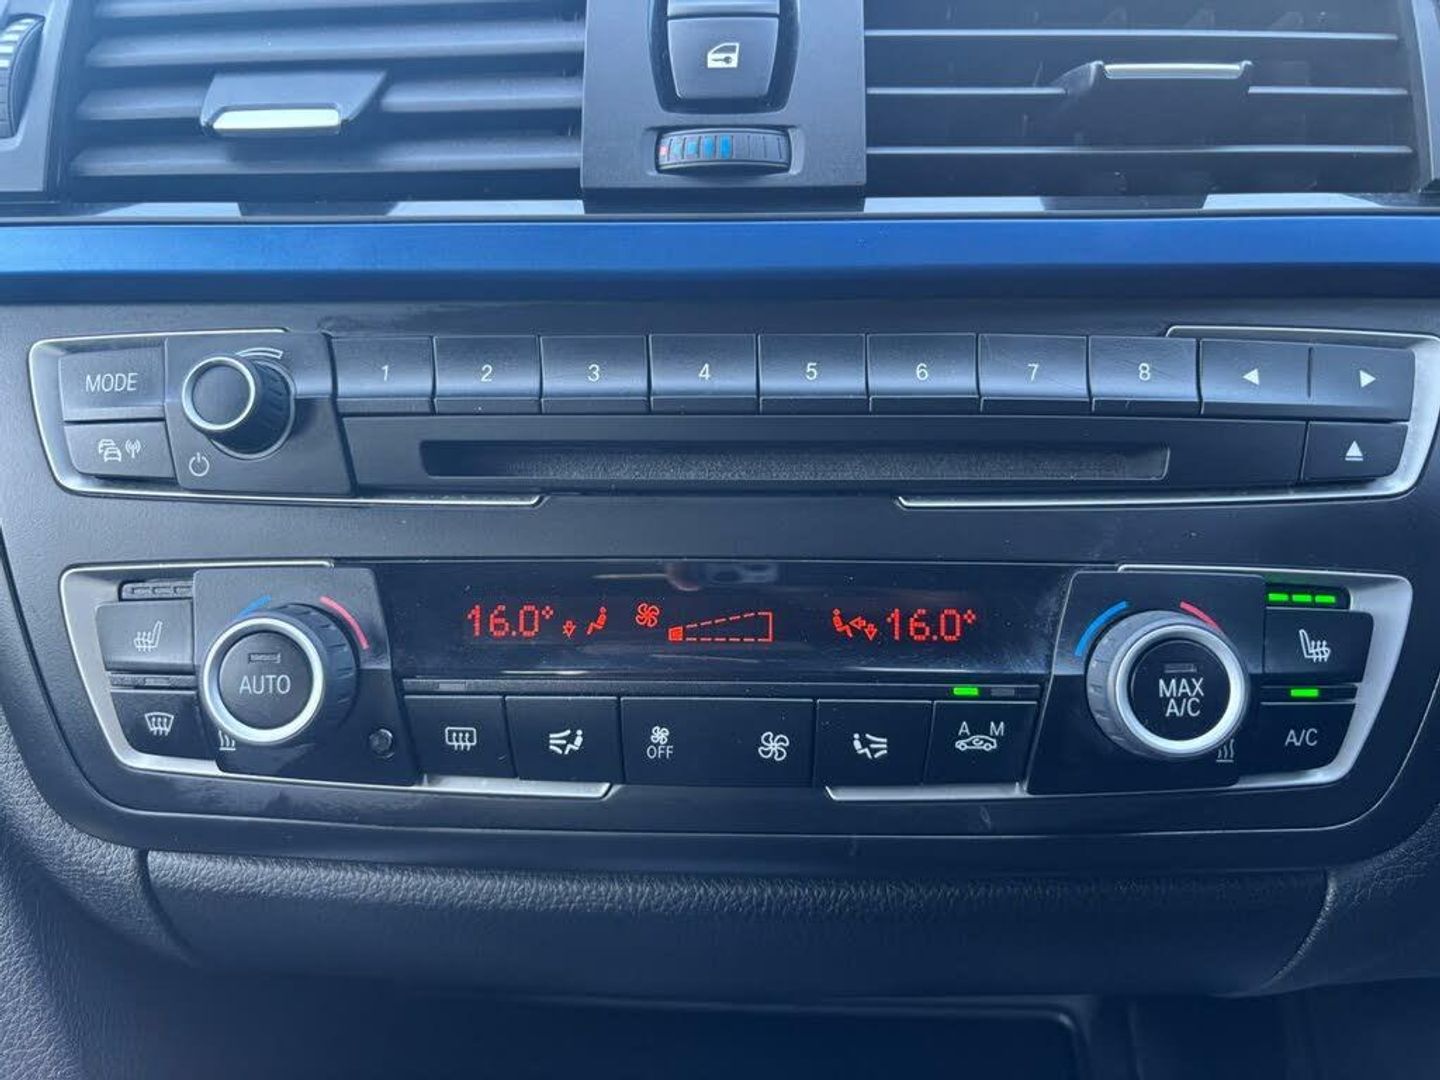 MODE
1 2 3 4 5 6 7 8
16.0° 16.0°
AUTO
MAX
A/C
OFF
A M
A/C